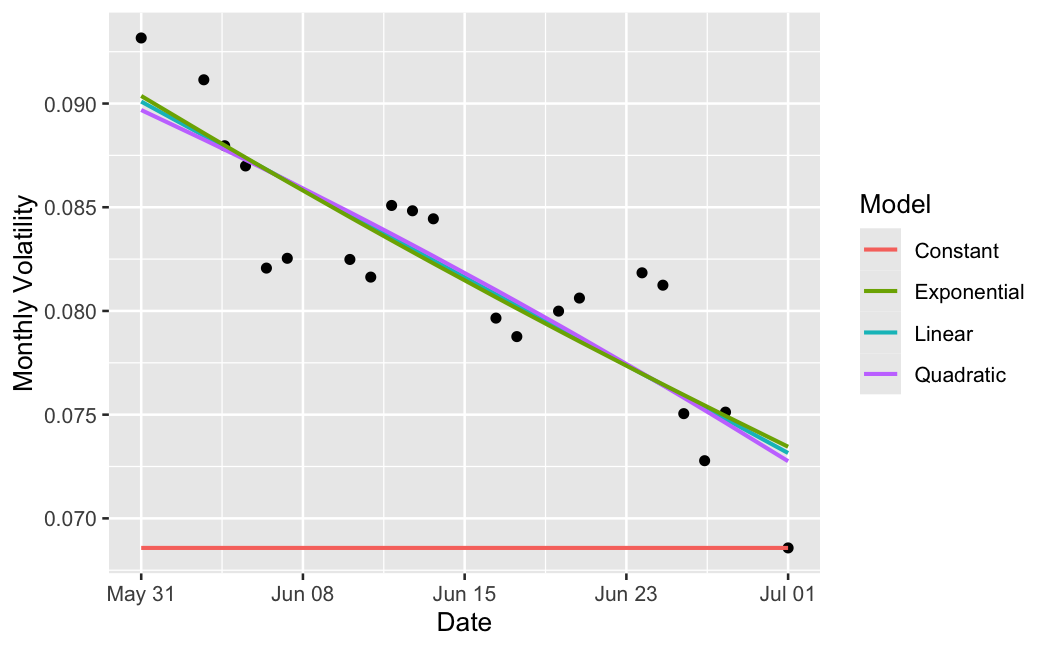 0.090
0.085
0.080
0.075
0.070
Monthly Volatility
May 31
Jun 08
Jun 15
Jun 23
Jul 01
Date
Model
Constant
Exponential
Linear
Quadratic